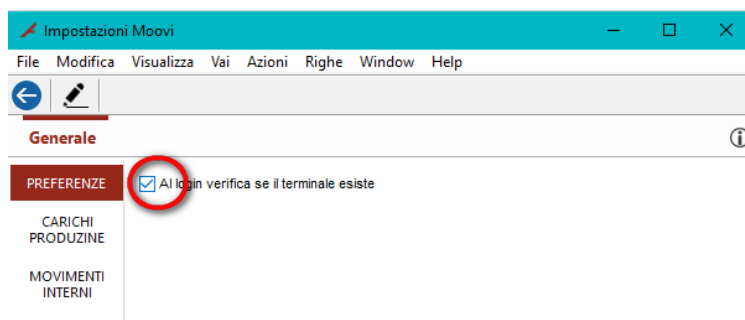 Impostazioni Moovi
File Modifica Visualizza Vai Azioni Righe Window Help
Generale
PREFERENZE
Al login verifica se il terminale esiste
CARICHI
PRODUZINE
MOVIMENTI
INTERNI